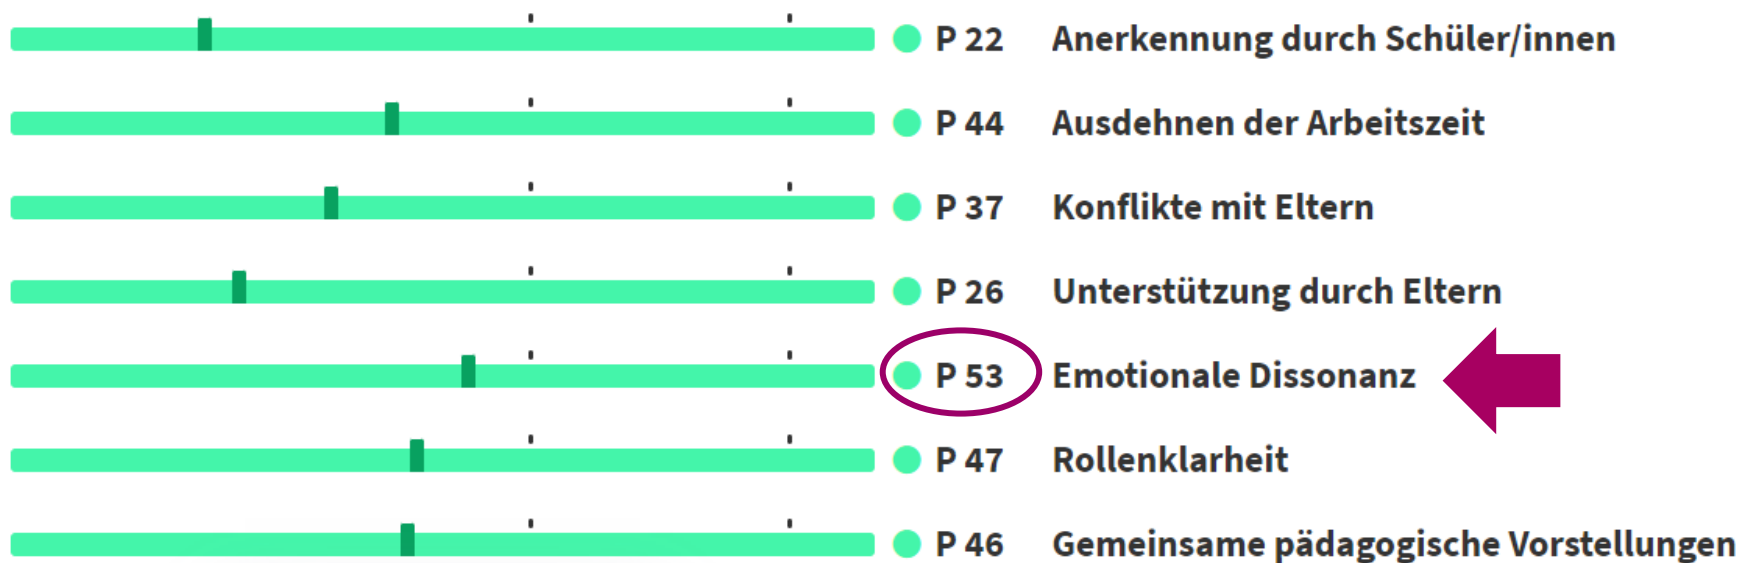 P 22 Anerkennung durch Schüler/innen
P 44 Ausdehnen der Arbeitszeit
P 37 Konflikte mit Eltern
P 26 Unterstützung durch Eltern
P 53 Emotionale Dissonanz
P 47 Rollenklarheit
P 46 Gemeinsame pädagogische Vorstellungen